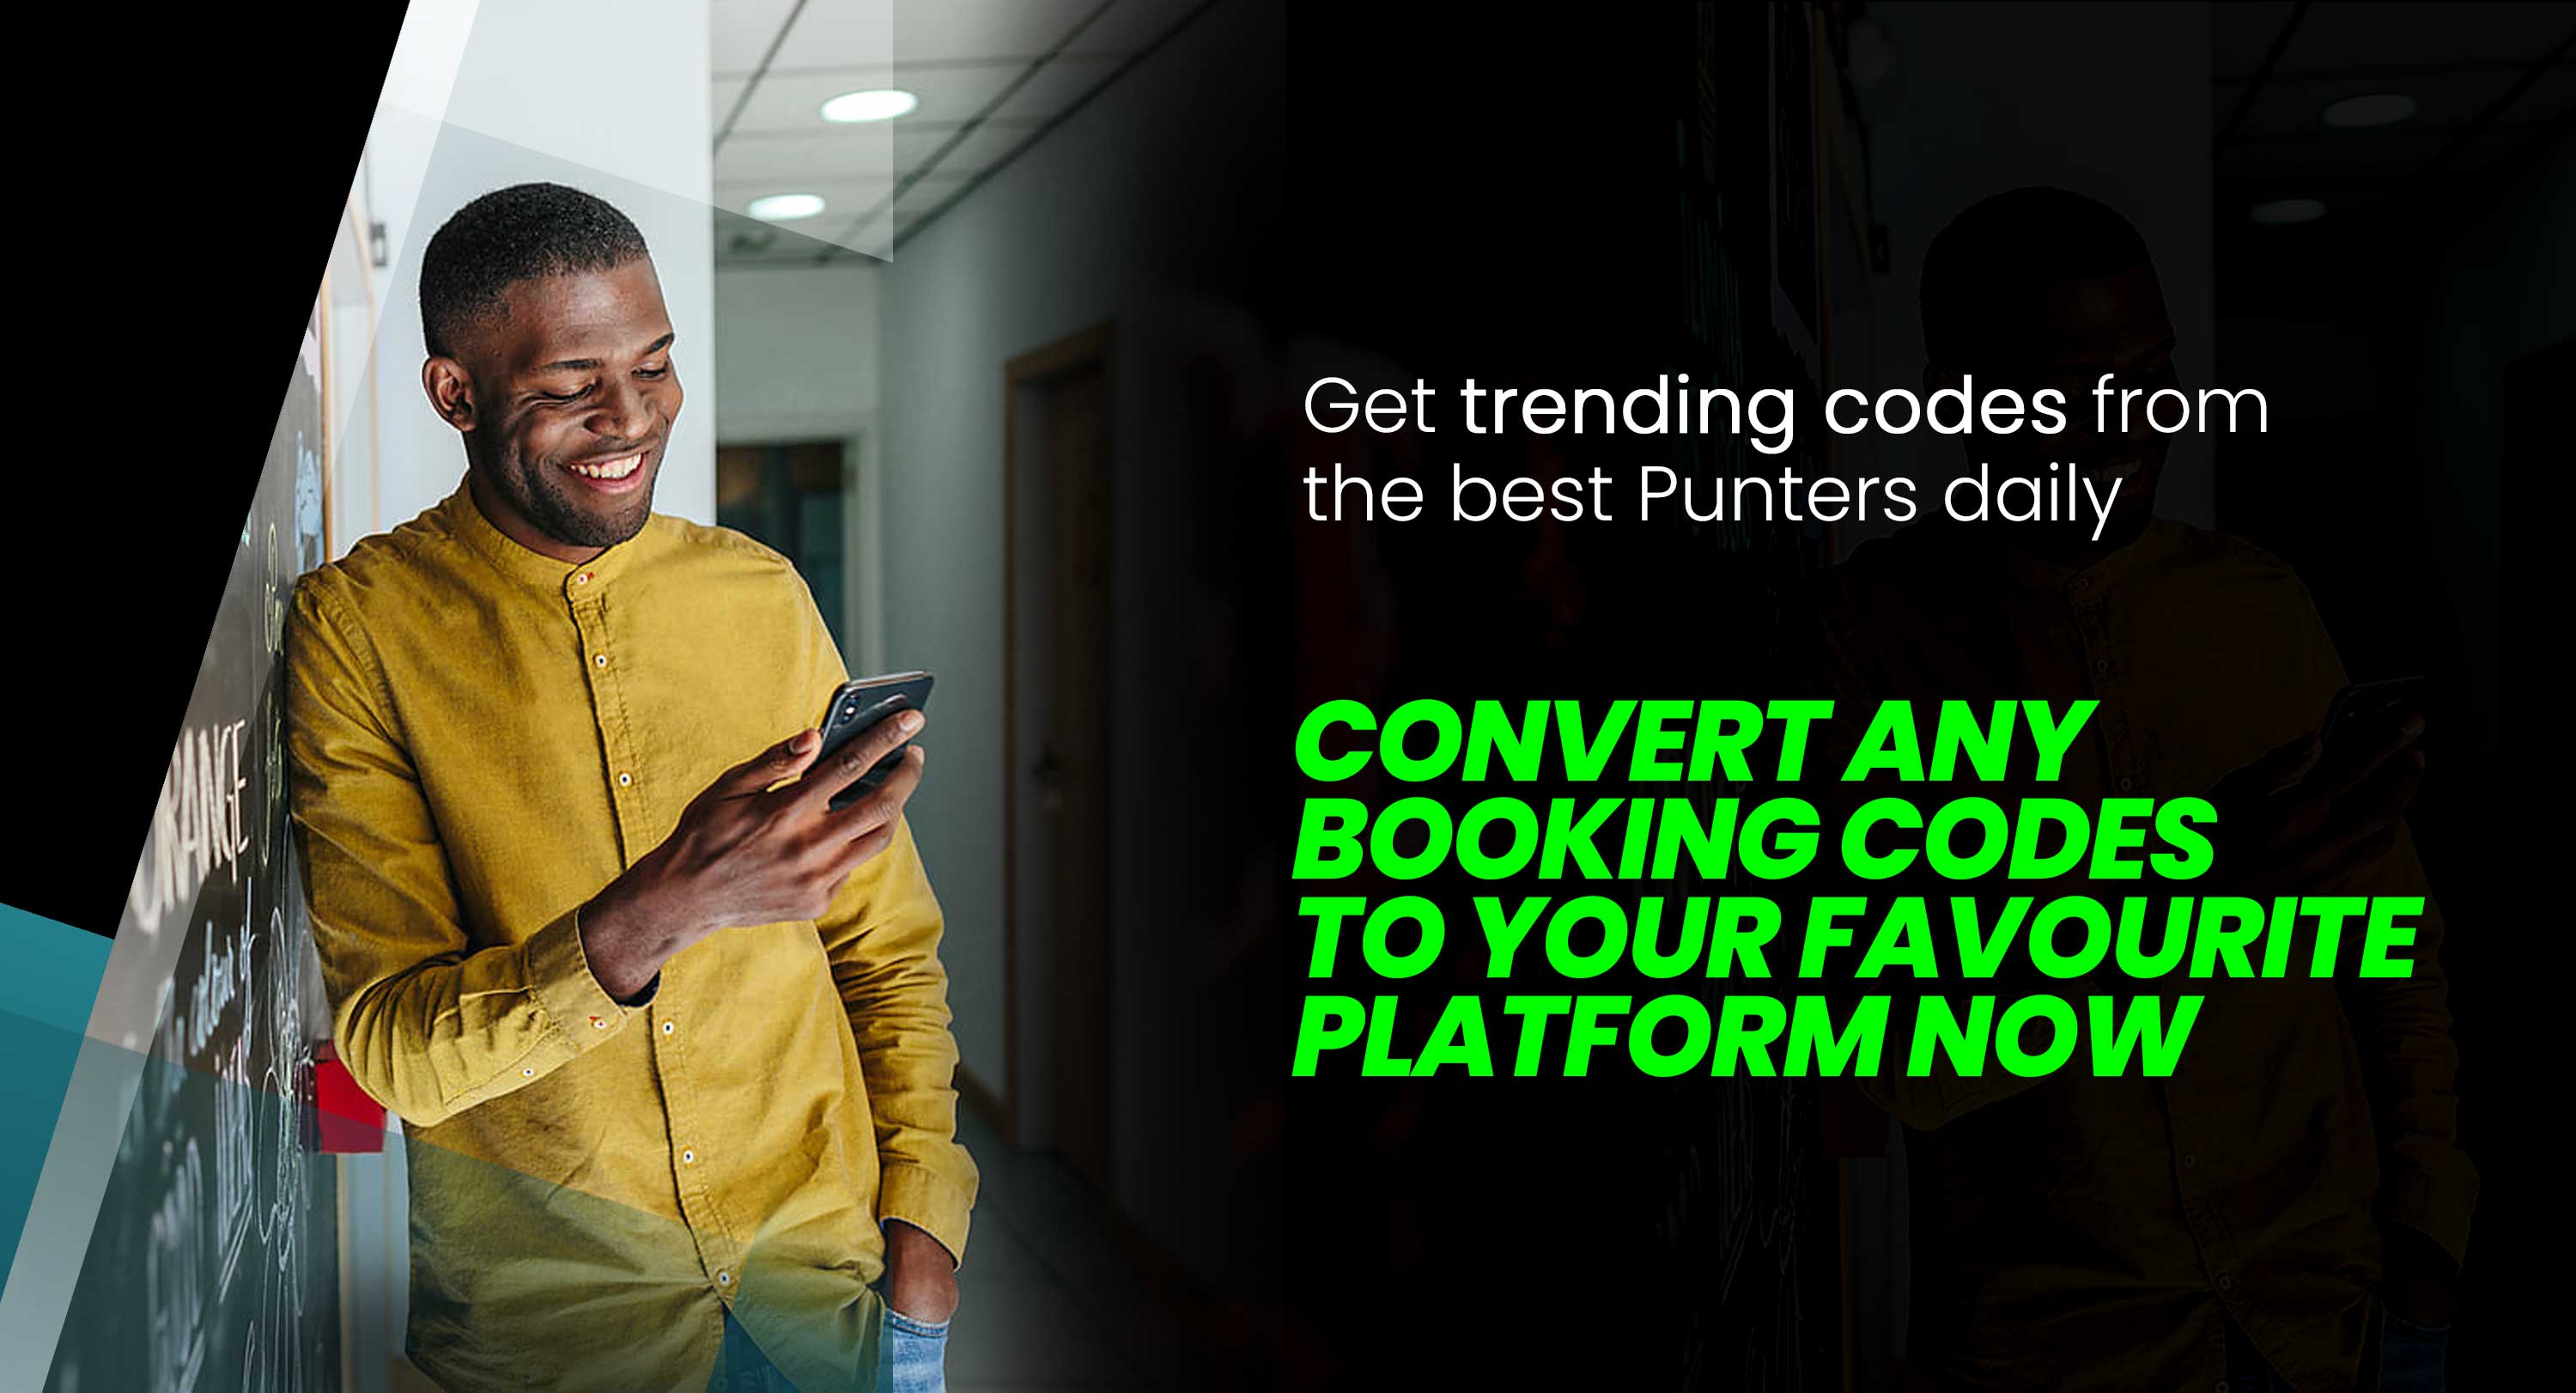 Get trending codes from
the best Punters daily
CONVERT ANY
BOOKING CODES
TO YOUR FAVOURITE
PLATFORM NOW